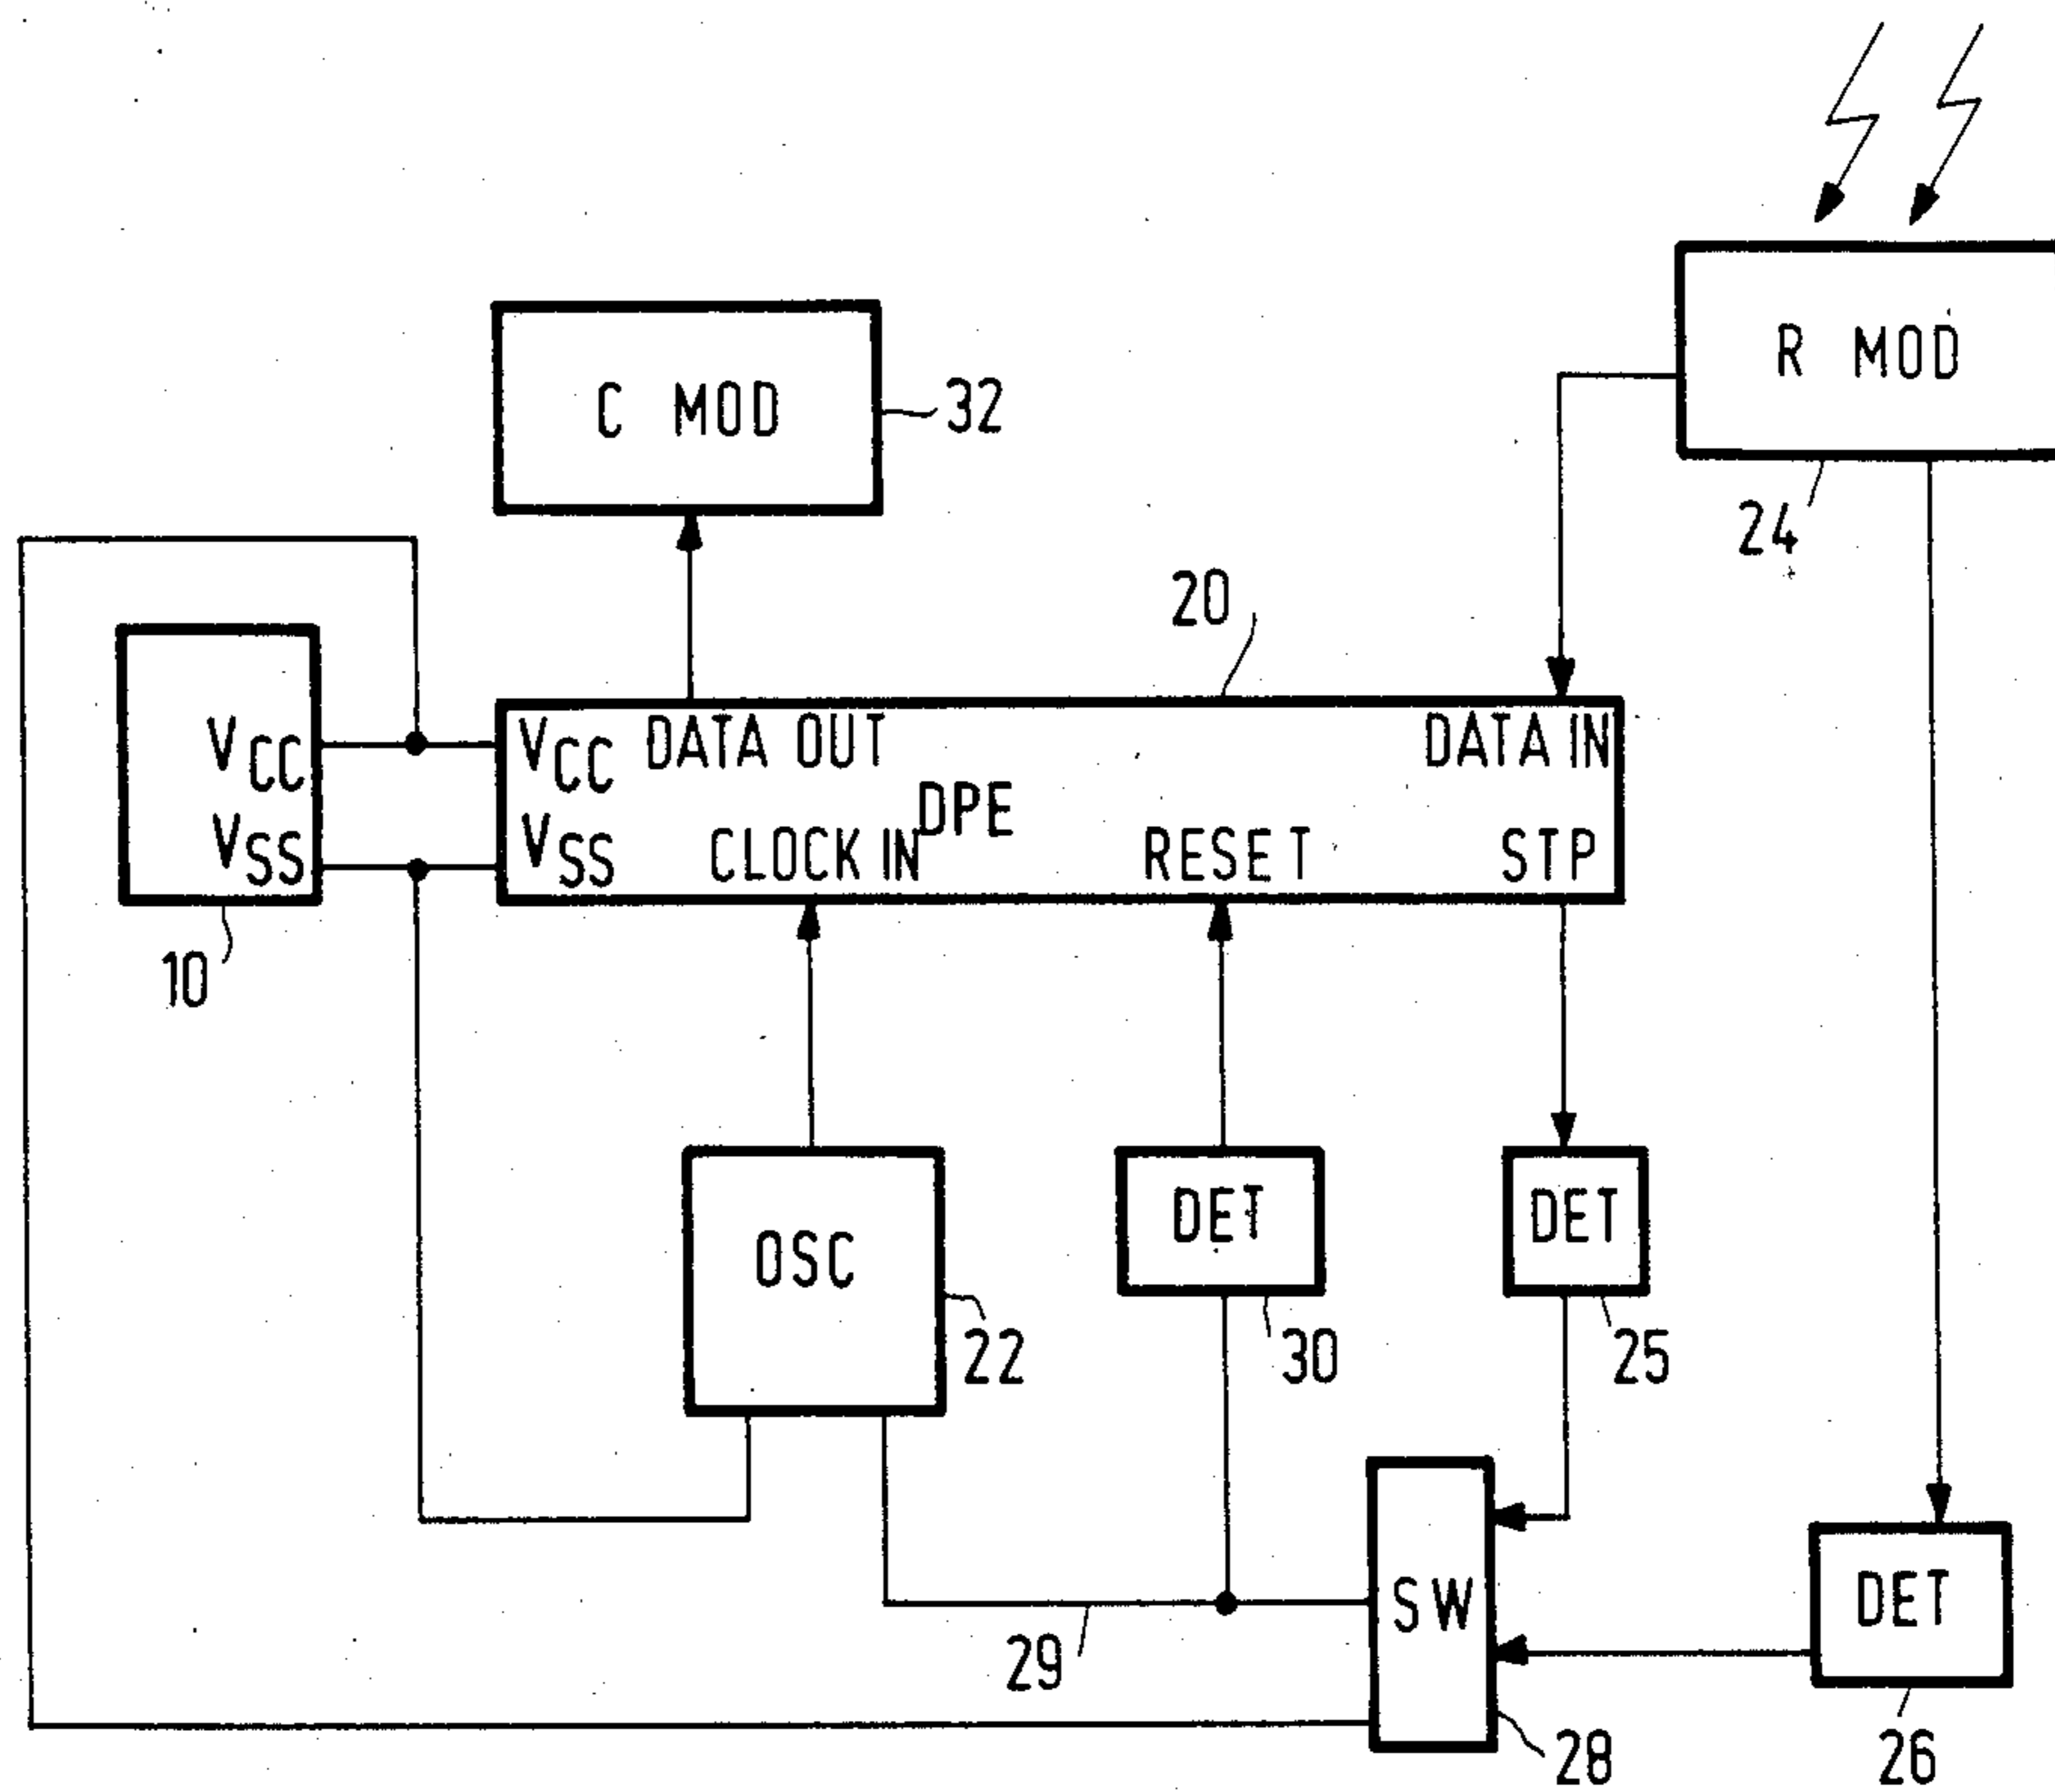 R MOD
C MOD
32
24
20
VCC
VCC
DATA OUT
DATA IN
DPE
VSS
VSS
CLOCK IN
RESET
STP
10
DET
DET
OSC
22
30
25
SW
DET
29
28
26